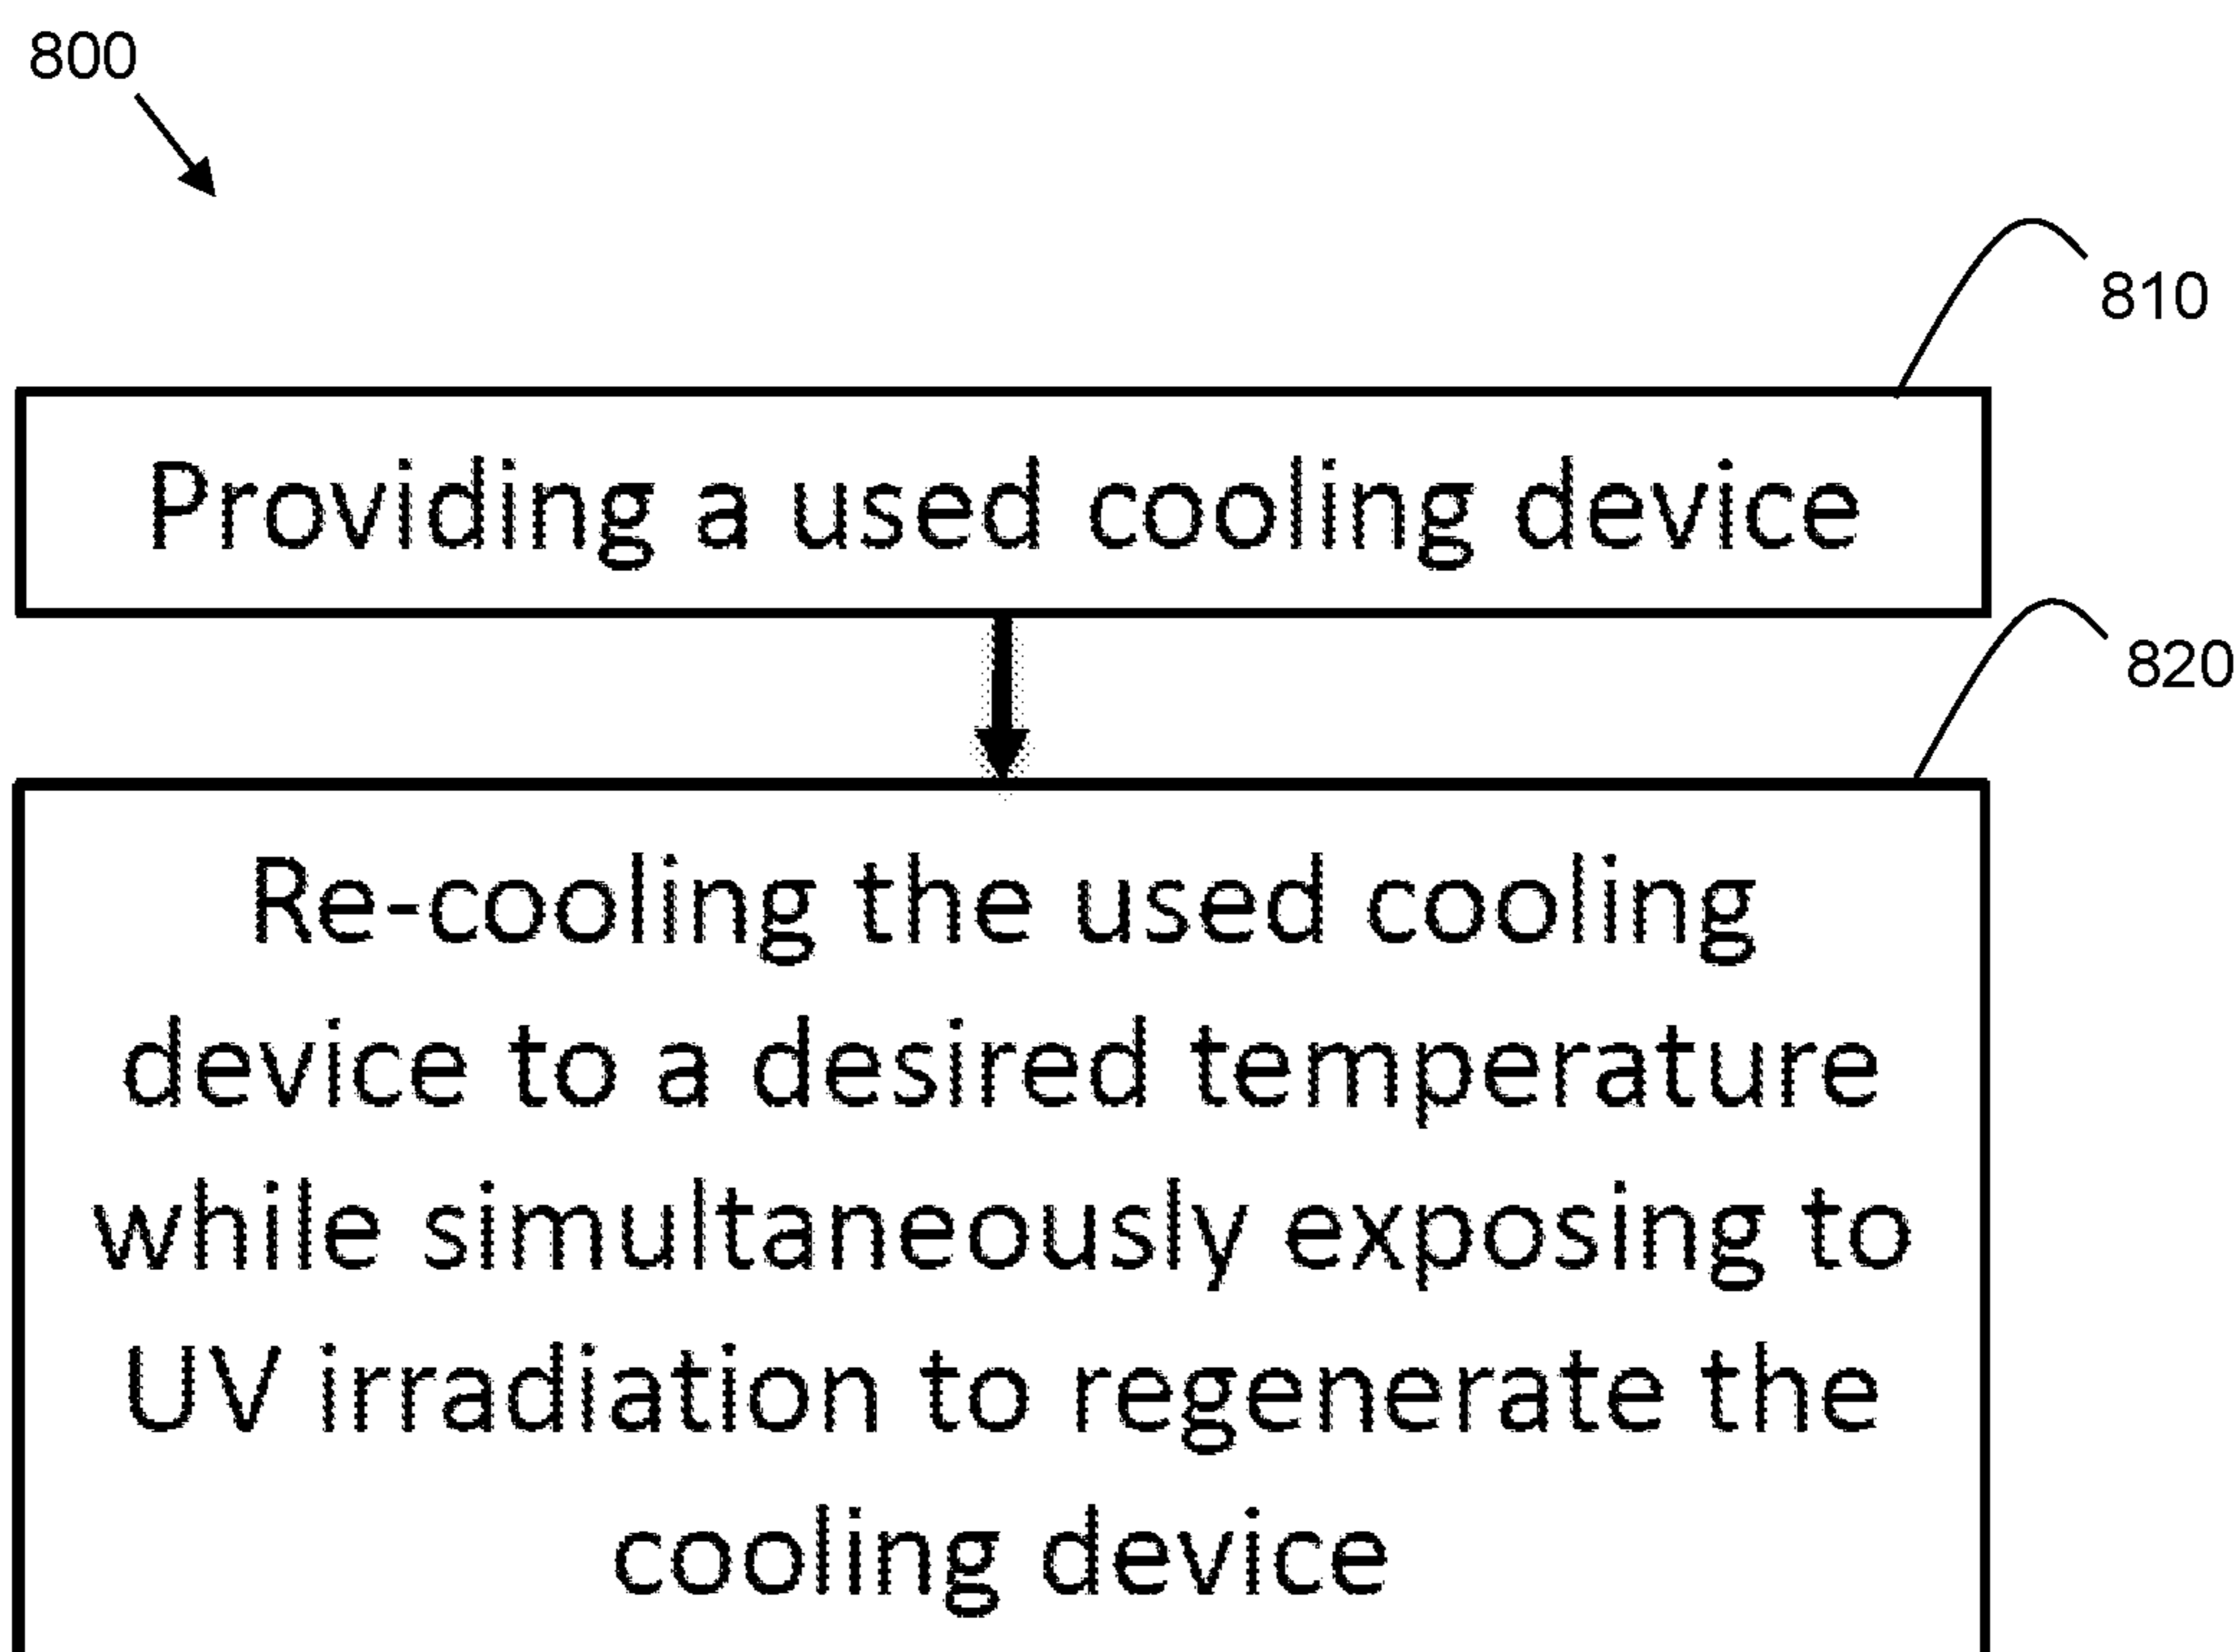 800
810
Providing a used cooling device
820
Re-cooling the used cooling
device to a desired temperature
while simultaneously exposing to
UV irradiation to regenerate the
cooling device